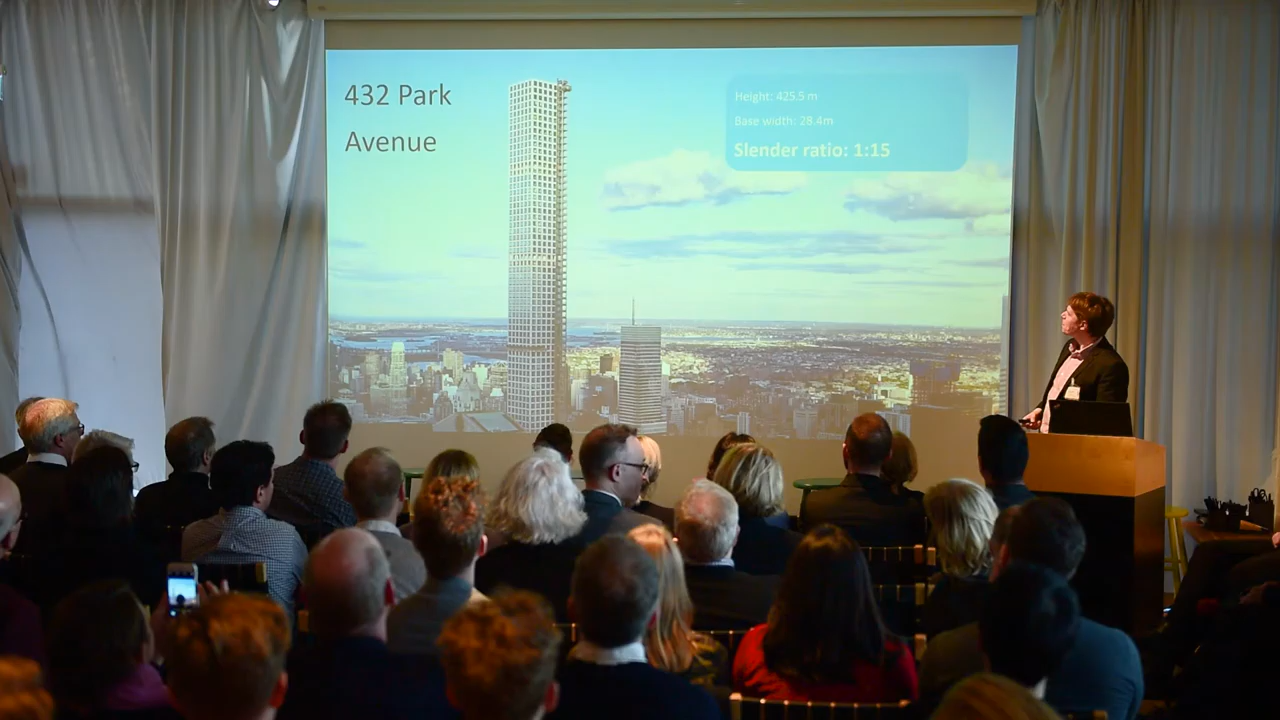 432 Park
Avenue
Height: 425.5 m
Base width: 28.4m
Slender ratio: 1:15